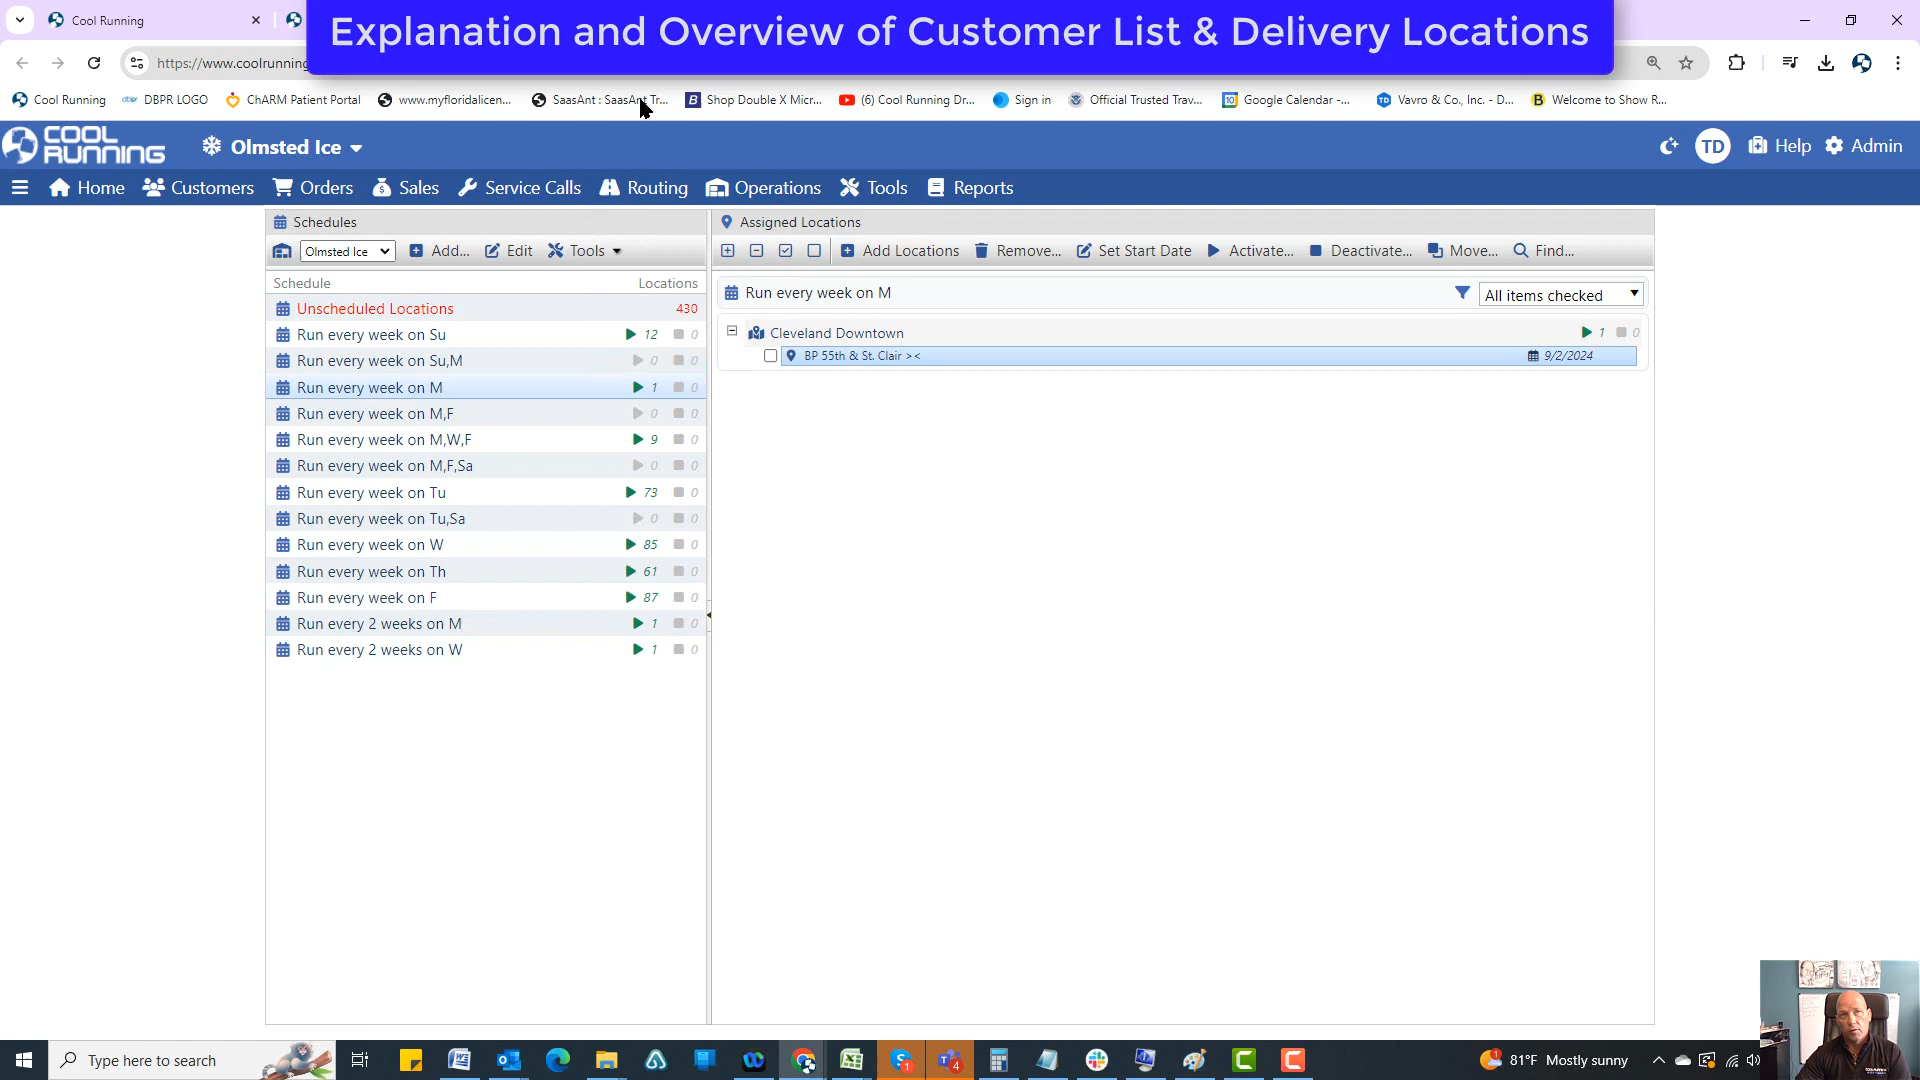 Cool Running
Explanation and Overview of Customer List & Delivery Locations
https://www.coolrunning
Cool Running
DBPR LOGO
ChARM Patient Portal
www.myfloridalicen...
SaasAnt : SaasAnt Tr...
Shop Double X Micr...
(6) Cool Running Dr...
Sign in
Official Trusted Trav...
Google Calendar -...
Vavro & Co., Inc. - D...
Welcome to Show R...
COOL
RUNNING
Olmsted Ice
TD
Help
Admin
Home
Customers
Orders
Sales
Service Calls
Routing
Operations
Tools
Reports
Schedules
Olmsted Ice
Add...
Edit
Tools
Schedule Locations
Unscheduled Locations 430
Run every week on Su 12 0
Run every week on Su,M 0 0
Run every week on M 1 0
Run every week on M,F 0 0
Run every week on M,W,F 9 0
Run every week on M,F,Sa 0 0
Run every week on Tu 73 0
Run every week on Tu,Sa 0 0
Run every week on W 85 0
Run every week on Th 61 0
Run every week on F 87 0
Run every 2 weeks on M 1 0
Run every 2 weeks on W 1 0
Assigned Locations
Add Locations
Remove...
Set Start Date
Activate...
Deactivate...
Move...
Find...
Run every week on M
All items checked
Cleveland Downtown 1 0
BP 55th & St. Clair >< 9/2/2024
Type here to search
1
4
1
81°F Mostly sunny